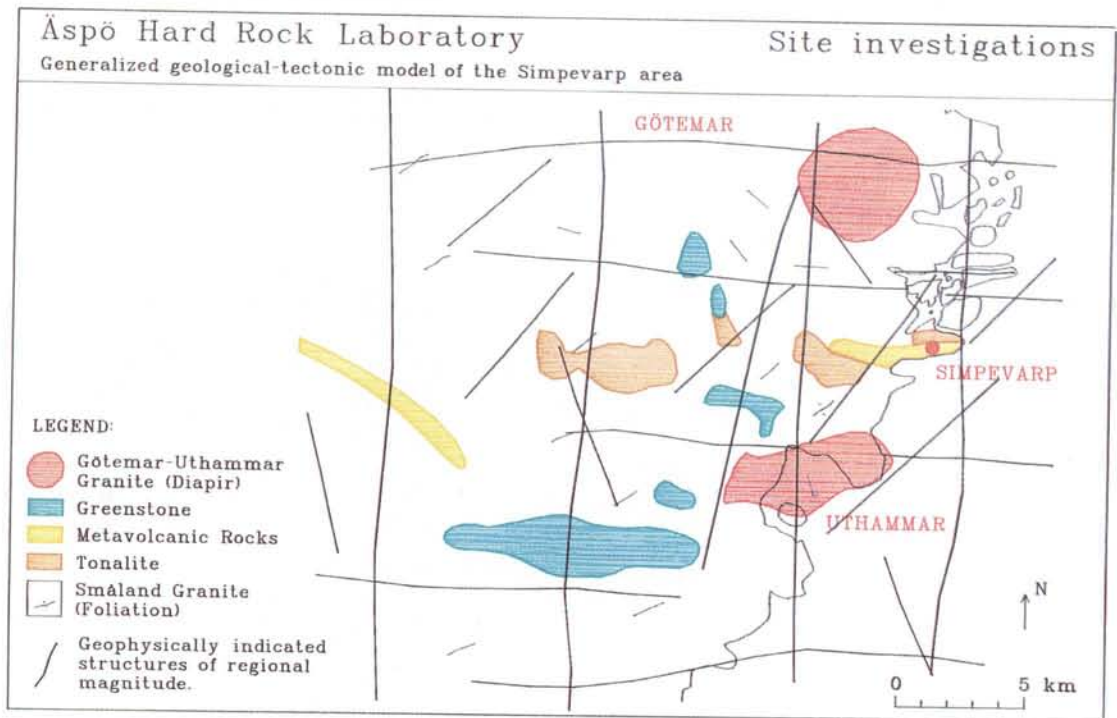 Äspö Hard Rock Laboratory
Site investigations
Generalized geological-tectonic model of the Simpevarp area
GÖTEMAR
SIMPEVARP
UTHAMMAR
LEGEND:
Götemar-Uthammar
Granite (Diapir)
Greenstone
Metavolcanic Rocks
Tonalite
Småland Granite
(Foliation)
Geophysically indicated
structures of regional
magnitude.
N
0 5 km